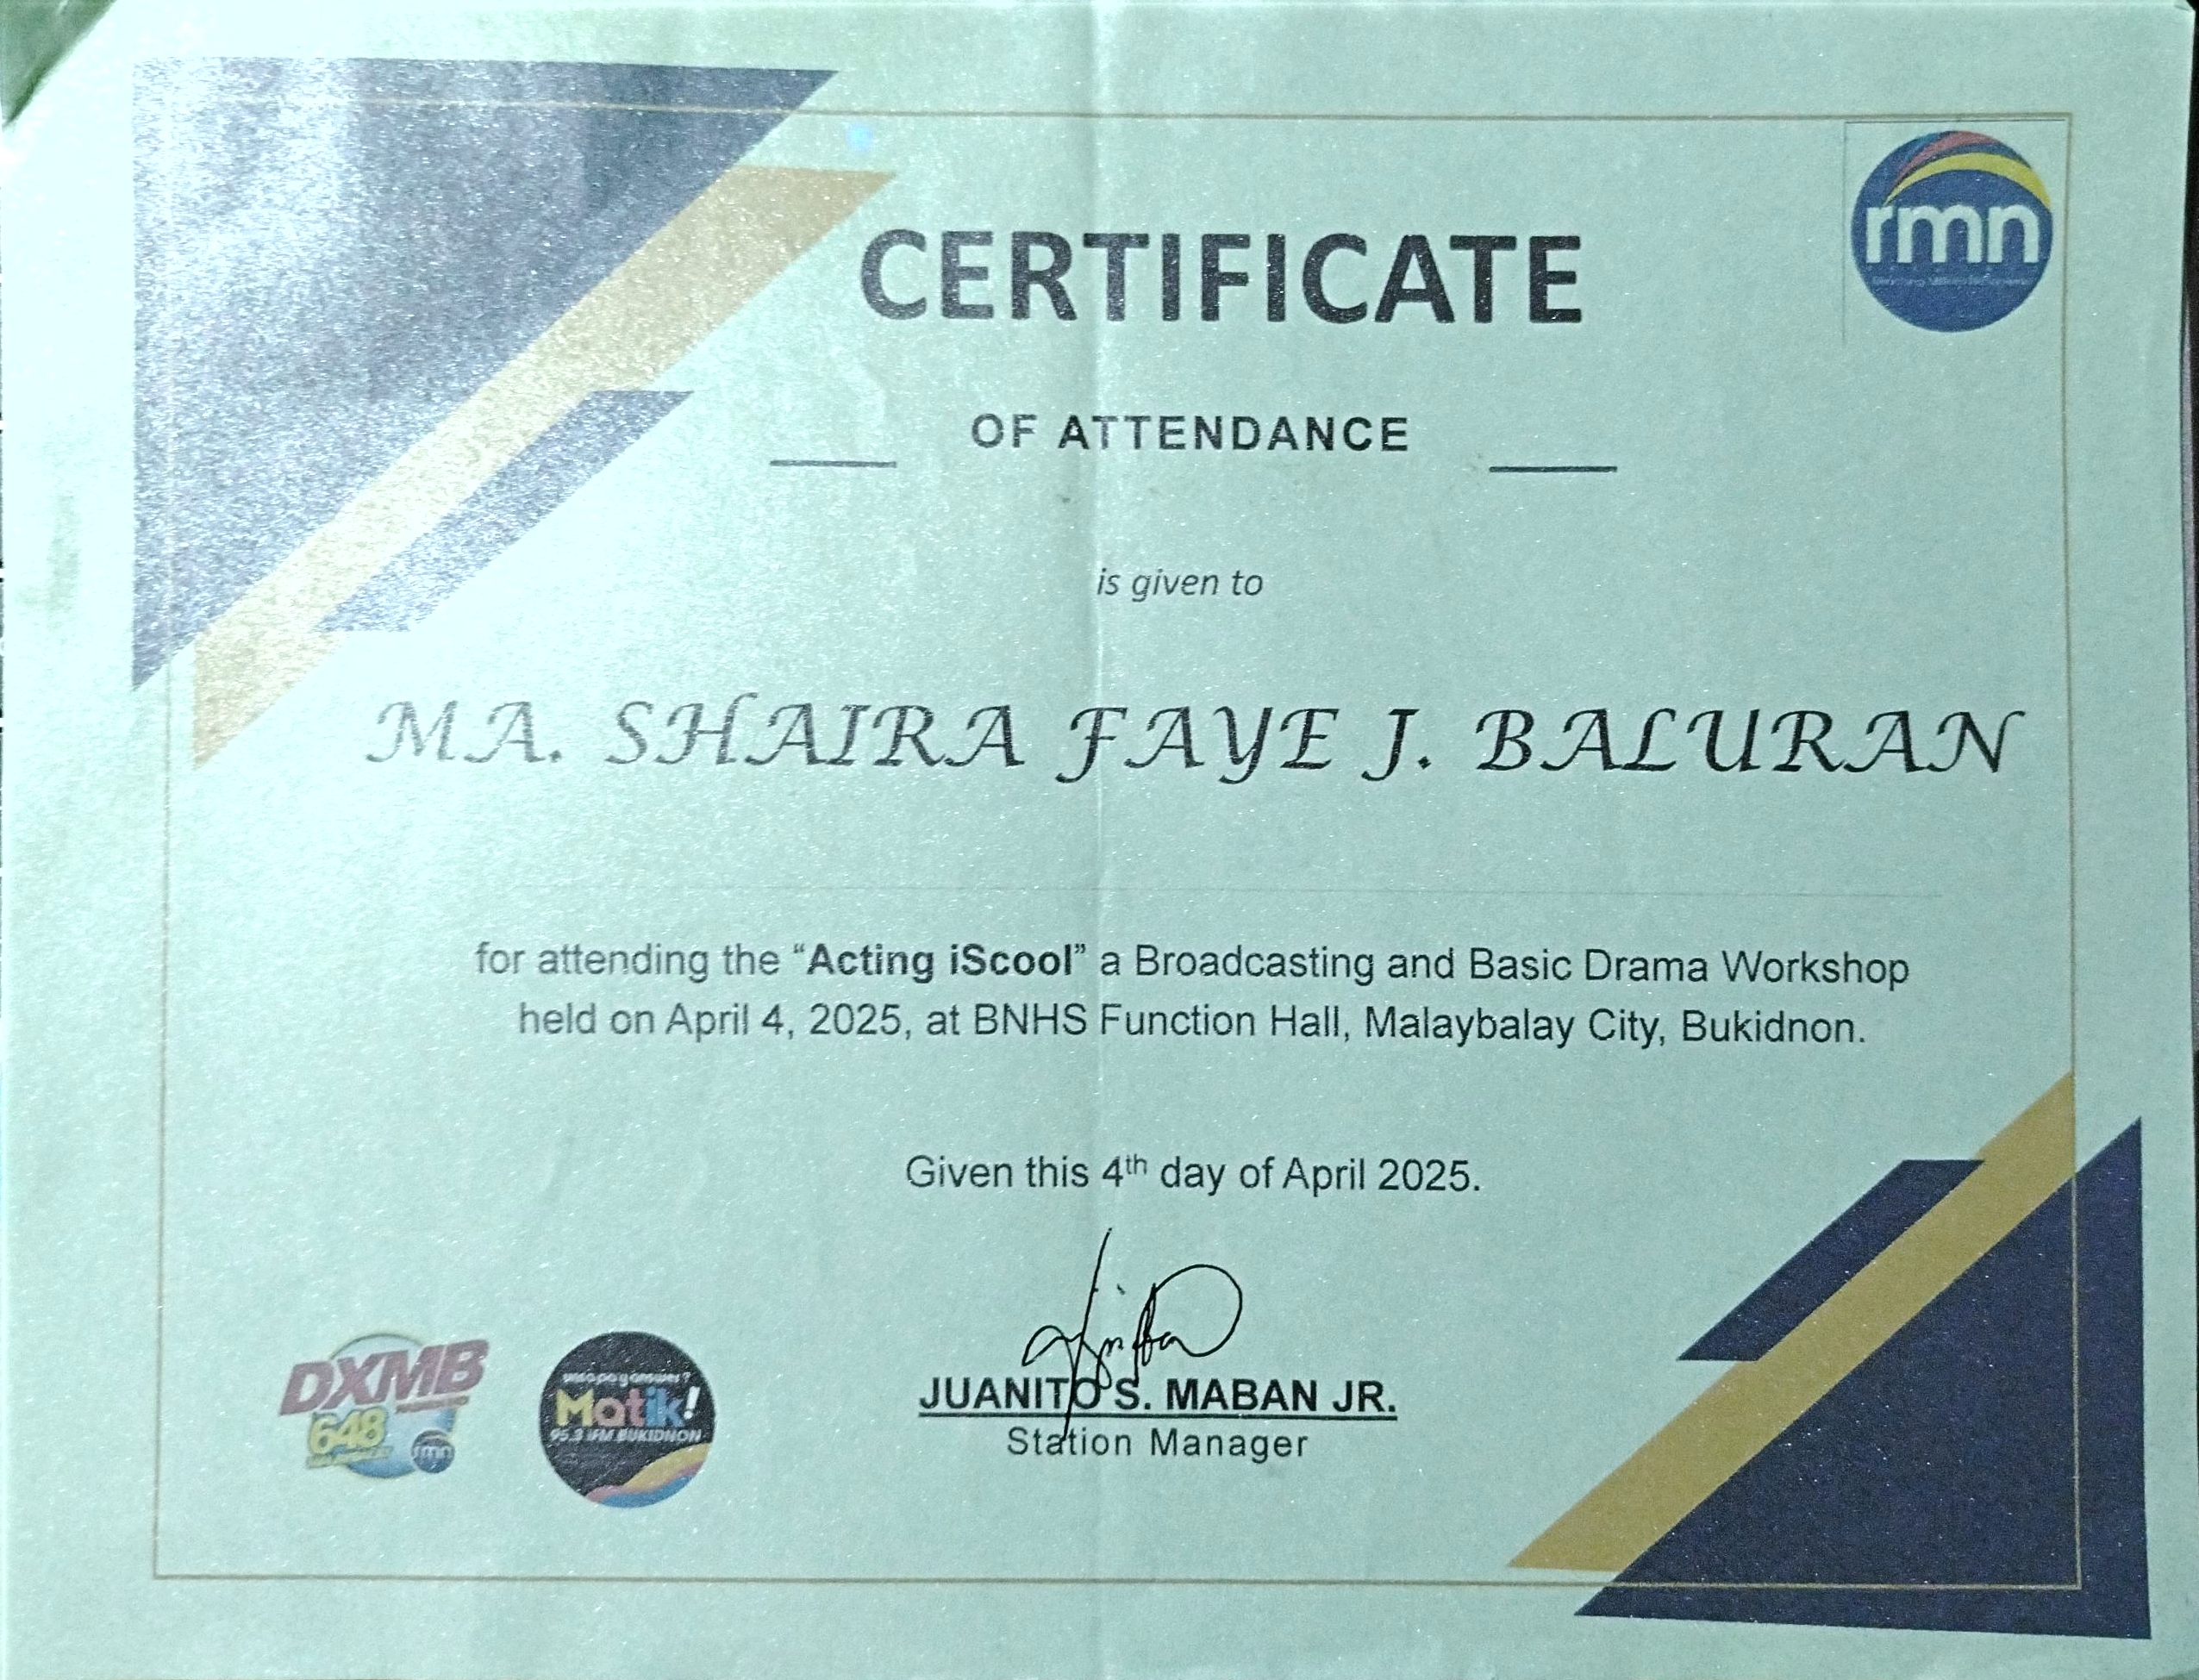 rmn
CERTIFICATE
OF ATTENDANCE
is given to
MA. SHAIRA FAYE J. BALURAN
for attending the “Acting iScool” a Broadcasting and Basic Drama Workshop
held on April 4, 2025, at BNHS Function Hall, Malaybalay City, Bukidnon.
Given this 4th day of April 2025.
JUANITO S. MABAN JR.
Station Manager
DXMB
648
rmn
Matik!
95.3 iFM BUKIDNON